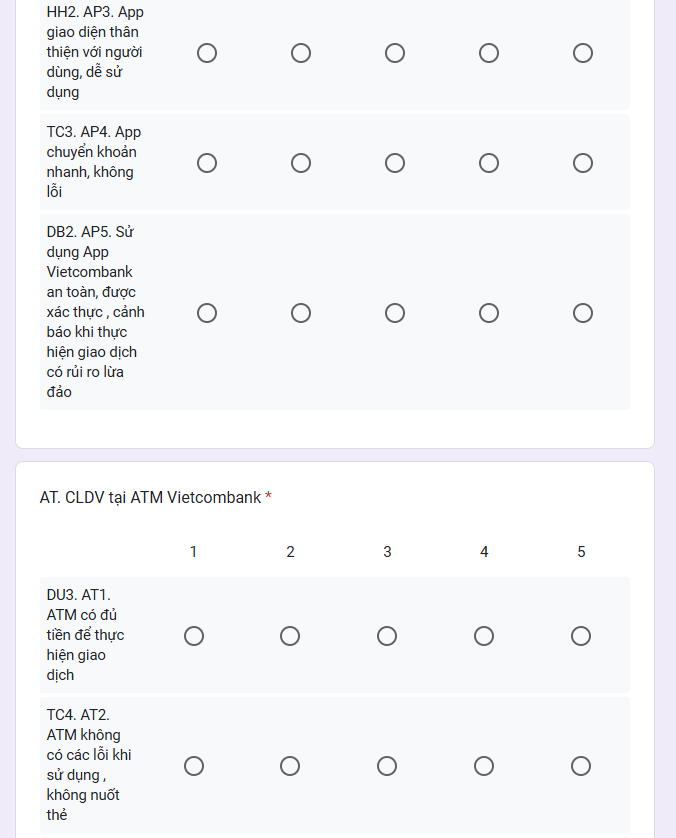 HH2. AP3. App
giao diện thân
thiện với người
dùng, dễ sử
dụng
TC3. AP4. App
chuyển khoản
nhanh, không
lỗi
DB2. AP5. Sử
dụng App
Vietcombank
an toàn, được
xác thực , cảnh
báo khi thực
hiện giao dịch
có rủi ro lừa
đảo
AT. CLDV tại ATM Vietcombank *
1 2 3 4 5
DU3. AT1.
ATM có đủ
tiền để thực
hiện giao
dịch
TC4. AT2.
ATM không
có các lỗi khi
sử dụng ,
không nuốt
thẻ